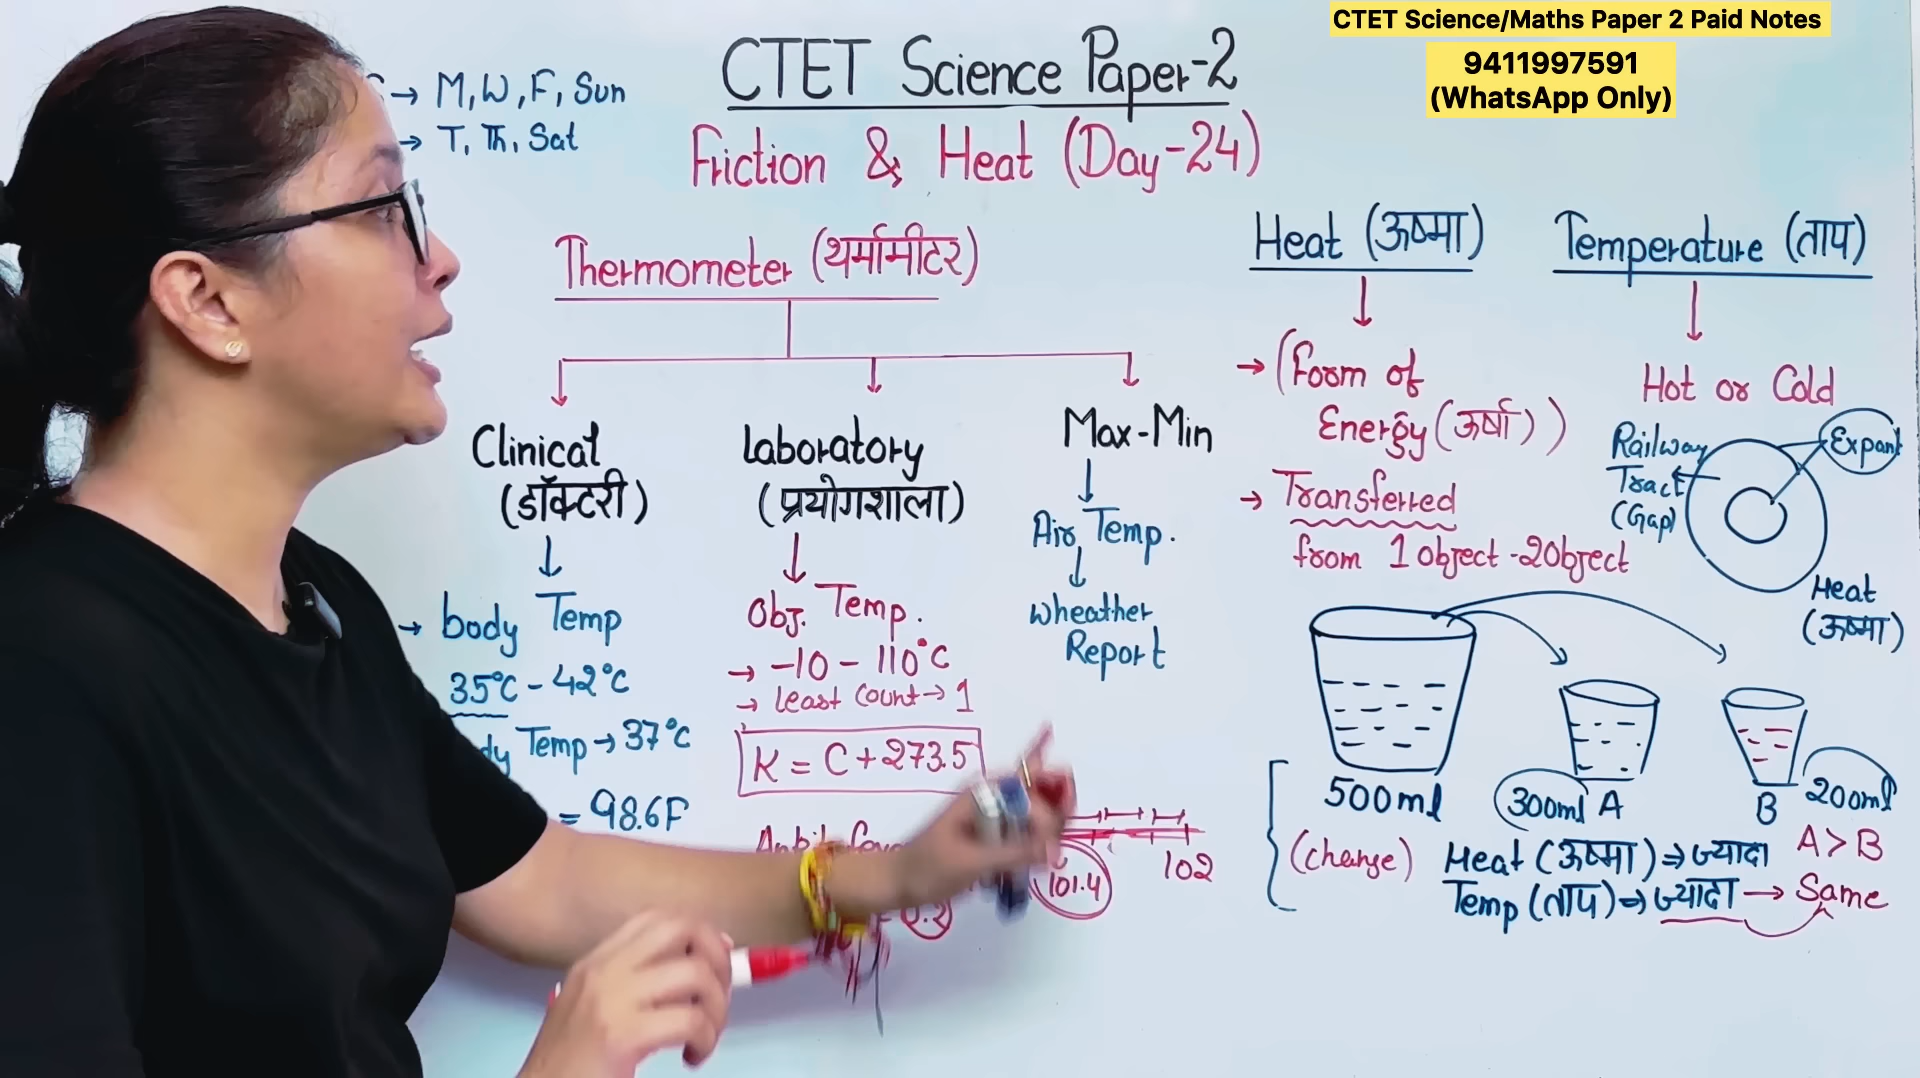 CTET Science/Maths Paper 2 Paid Notes
9411997591
(WhatsApp Only)
CTET Science Paper-2
→ M, W, F, Sun
→ T, Th, Sat
Friction & Heat (Day-24)
Thermometer (थर्मामीटर)
Clinical
(डॉक्टरी)
→ body Temp
35°C - 42°C
Temp → 37°C
= 98.6F
Laboratory
(प्रयोगशाला)
Obj. Temp.
→ -10 - 110°C
→ least count → 1
K = C + 273.5
Max-Min
Air Temp.
Wheather
Report
101.4
102
Heat (ऊष्मा)
→ (Form of
Energy (ऊर्षा))
→ Transferred
from 1 object - 2 object
Temperature (ताप)
Hot or Cold
Railway
Tract
(Gap)
Expant
Heat
(ऊष्मा)
500ml
300ml A
B 200ml
(change)
Heat (ऊष्मा) ⇒ ज्यादा A > B
Temp (ताप) ⇒ ज्यादा → Same